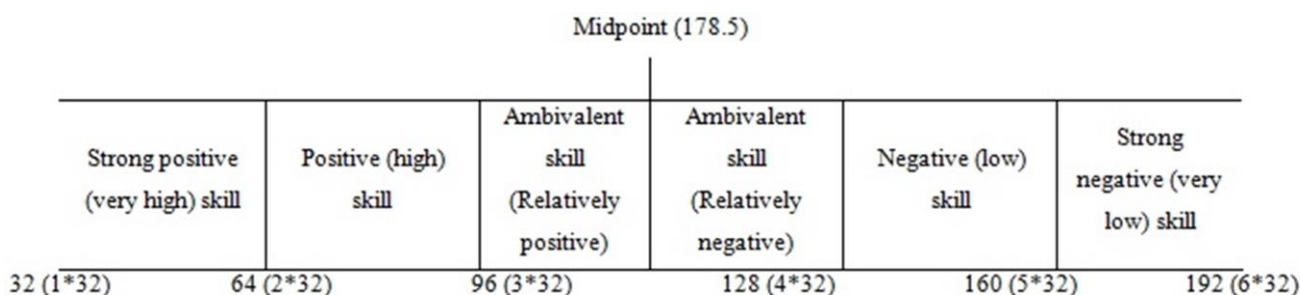 Midpoint (178.5)
Strong positive
(very high) skill
Positive (high)
skill
Ambivalent
skill
(Relatively
positive)
Ambivalent
skill
(Relatively
negative)
Negative (low)
skill
Strong
negative (very
low) skill
32 (1*32)
64 (2*32)
96 (3*32)
128 (4*32)
160 (5*32)
192 (6*32)